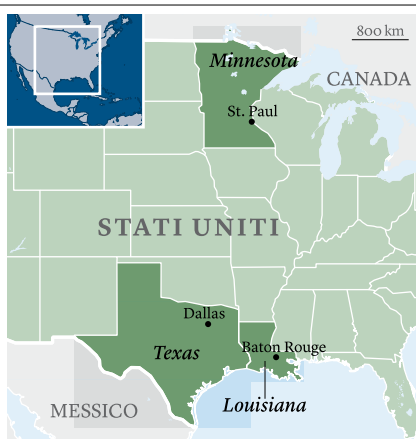 800 km
Minnesota
CANADA
St. Paul
STATI UNITI
Dallas
Texas
Baton Rouge
Louisiana
MESSICO